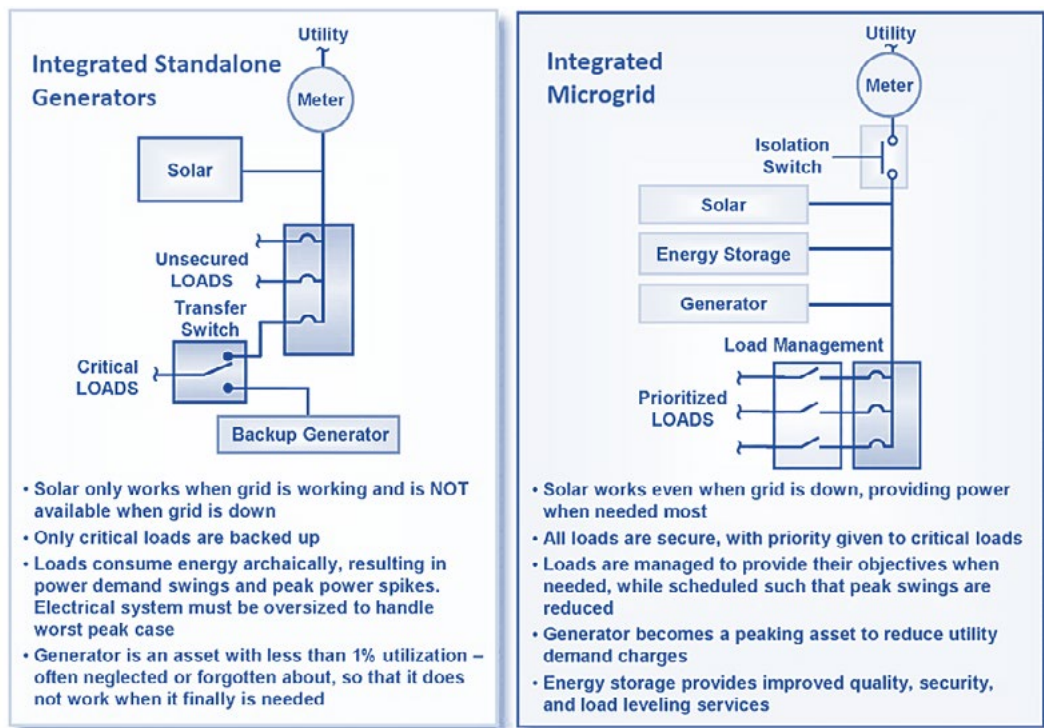 Integrated Standalone
Generators
Utility
Meter
Solar
Unsecured
LOADS
Transfer
Switch
Critical
LOADS
Backup Generator
• Solar only works when grid is working and is NOT
available when grid is down
• Only critical loads are backed up
• Loads consume energy archaically, resulting in
power demand swings and peak power spikes.
Electrical system must be oversized to handle
worst peak case
• Generator is an asset with less than 1% utilization –
often neglected or forgotten about, so that it does
not work when it finally is needed
Integrated
Microgrid
Utility
Meter
Isolation
Switch
Solar
Energy Storage
Generator
Load Management
Prioritized
LOADS
• Solar works even when grid is down, providing power
when needed most
• All loads are secure, with priority given to critical loads
• Loads are managed to provide their objectives when
needed, while scheduled such that peak swings are
reduced
• Generator becomes a peaking asset to reduce utility
demand charges
• Energy storage provides improved quality, security,
and load leveling services